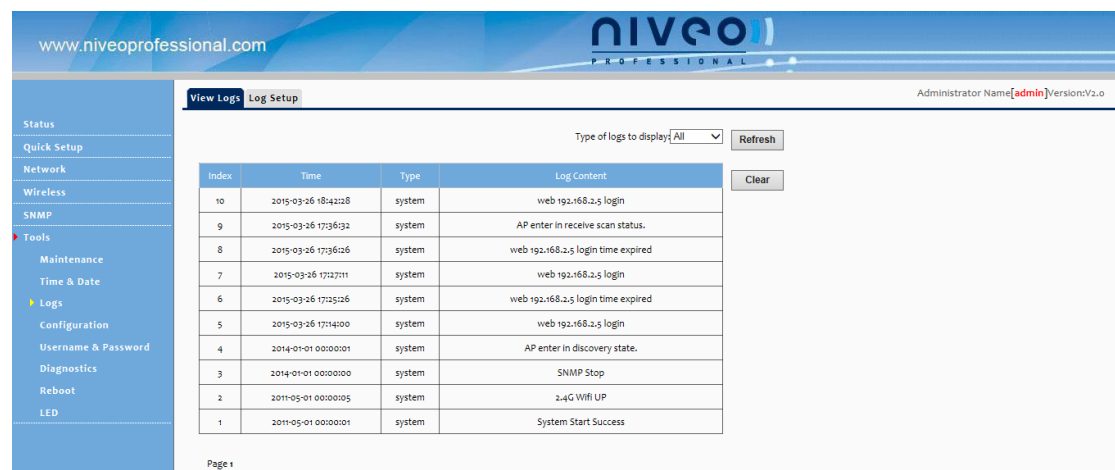 www.niveoprofessional.com
niveo
PROFESSIONAL
View Logs Log Setup
Administrator Name[admin]Version:V2.0
Status
Quick Setup
Network
Wireless
SNMP
Tools
Maintenance
Time & Date
Logs
Configuration
Username & Password
Diagnostics
Reboot
LED
Type of logs to display: All Refresh
Clear
Index Time Type Log Content
10 2015-03-26 18:42:28 system web 192.168.2.5 login
9 2015-03-26 17:36:32 system AP enter in receive scan status.
8 2015-03-26 17:36:26 system web 192.168.2.5 login time expired
7 2015-03-26 17:27:11 system web 192.168.2.5 login
6 2015-03-26 17:25:26 system web 192.168.2.5 login time expired
5 2015-03-26 17:14:00 system web 192.168.2.5 login
4 2014-01-01 00:00:01 system AP enter in discovery state.
3 2014-01-01 00:00:00 system SNMP Stop
2 2011-05-01 00:00:05 system 2.4G Wifi UP
1 2011-05-01 00:00:01 system System Start Success
Page 1